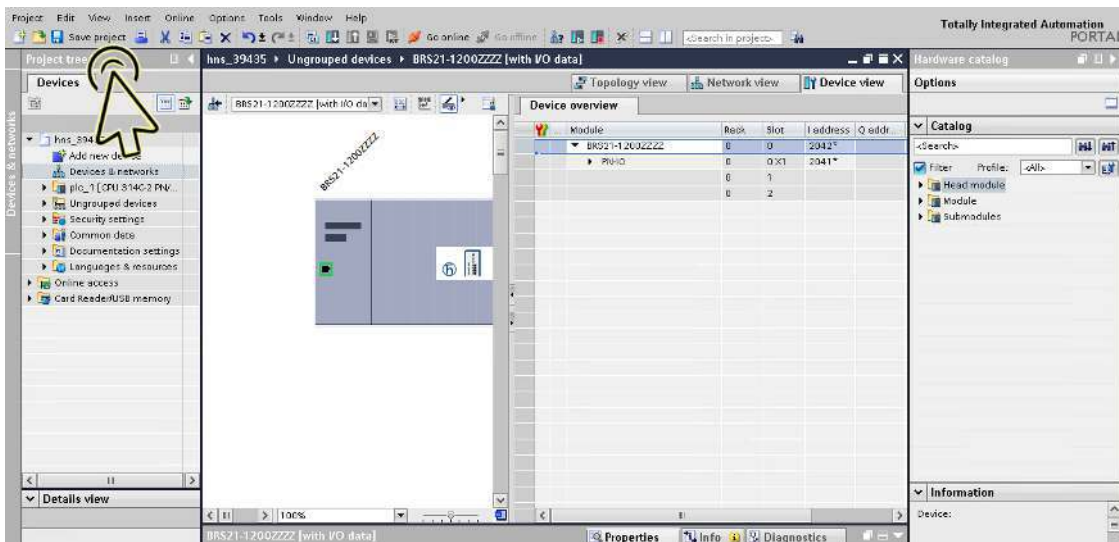 Project Edit View Insert Online Options Tools Window Help
Totally Integrated Automation
PORTAL
Save project
Go online
Go offline
<Search in project>
Project tree
hns_39435 ▸ Ungrouped devices ▸ BRS21-1200ZZZZ [with I/O data]
Hardware catalog
Devices
Topology view
Network view
Device view
Options
BRS21-1200ZZZZ [with I/O da
Device overview
Devices & networks
Module Rack Slot I address Q addr
Catalog
BRS21-1200ZZZZ 0 0 2042*
<Search>
PN-IO 0 0 X1 2041*
0 1
0 2
Filter Profile: <All>
Head module
Module
Submodules
Add new device
Devices & networks
plc_1 [CPU 314C-2 PN/...
Ungrouped devices
Security settings
Common data
Documentation settings
Languages & resources
Online access
Card Reader/USB memory
BRS21-1200ZZZZ
Details view
Information
100%
Device:
BRS21-1200ZZZZ [with I/O data]
Properties
Info
Diagnostics